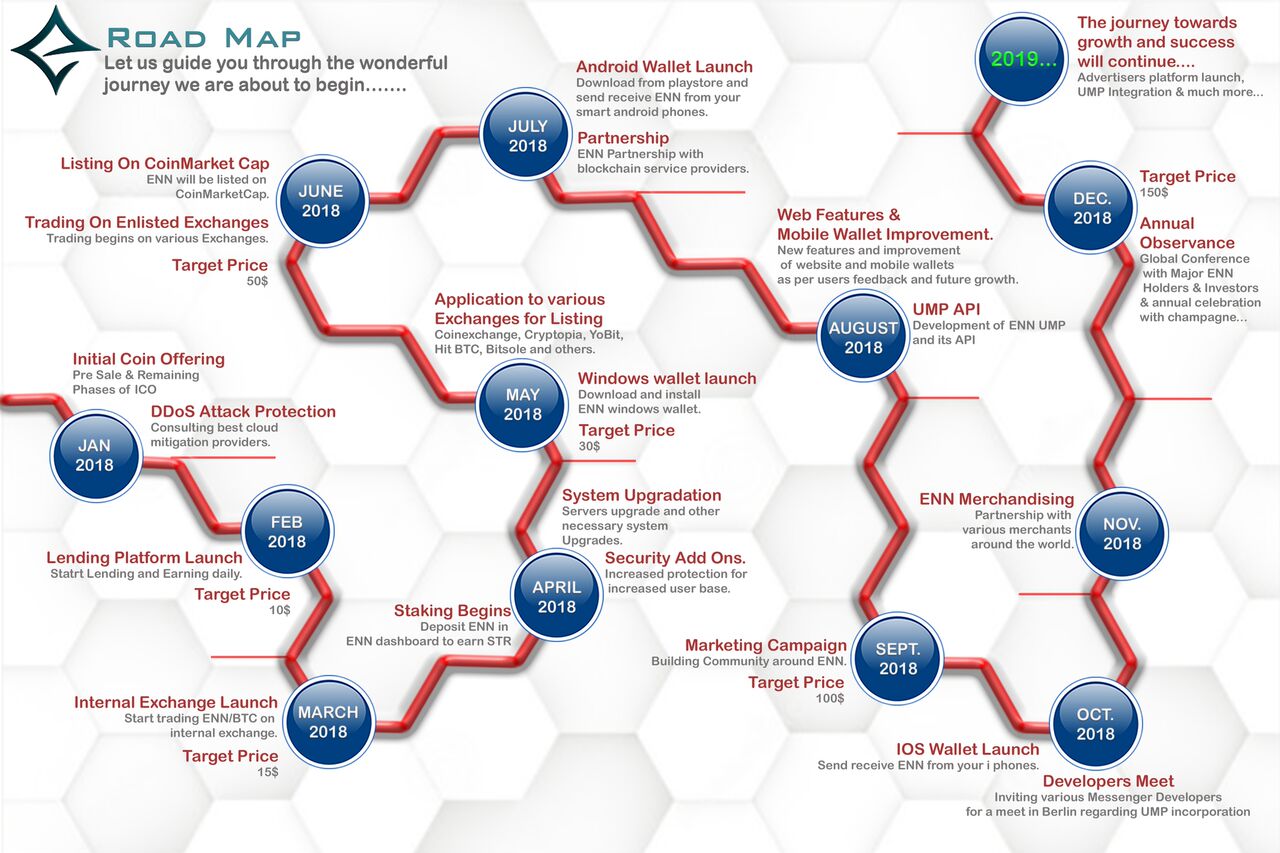 ROAD MAP
Let us guide you through the wonderful
journey we are about to begin.......
Initial Coin Offering
Pre Sale & Remaining
Phases of ICO
JAN
2018
DDoS Attack Protection
Consulting best cloud
mitigation providers.
FEB
2018
Lending Platform Launch
Statrt Lending and Earning daily.
Target Price
10$
MARCH
2018
Internal Exchange Launch
Start trading ENN/BTC on
internal exchange.
Target Price
15$
APRIL
2018
System Upgradation
Servers upgrade and other
necessary system
Upgrades.
Security Add Ons.
Increased protection for
increased user base.
Staking Begins
Deposit ENN in
ENN dashboard to earn STR
MAY
2018
Application to various
Exchanges for Listing
Coinexchange, Cryptopia, YoBit,
Hit BTC, Bitsole and others.
Windows wallet launch
Download and install
ENN windows wallet.
Target Price
30$
JUNE
2018
Listing On CoinMarket Cap
ENN will be listed on
CoinMarketCap.
Trading On Enlisted Exchanges
Trading begins on various Exchanges.
Target Price
50$
JULY
2018
Android Wallet Launch
Download from playstore and
send receive ENN from your
smart android phones.
Partnership
ENN Partnership with
blockchain service providers.
AUGUST
2018
Web Features &
Mobile Wallet Improvement.
New features and improvement
of website and mobile wallets
as per users feedback and future growth.
UMP API
Development of ENN UMP
and its API
SEPT.
2018
Marketing Campaign
Building Community around ENN.
Target Price
100$
OCT.
2018
IOS Wallet Launch
Send receive ENN from your i phones.
Developers Meet
Inviting various Messenger Developers
for a meet in Berlin regarding UMP incorporation
NOV.
2018
ENN Merchandising
Partnership with
various merchants
around the world.
DEC.
2018
Target Price
150$
Annual
Observance
Global Conference
with Major ENN
Holders & Investors
& annual celebration
with champagne...
2019...
The journey towards
growth and success
will continue....
Advertisers platform launch,
UMP Integration & much more...